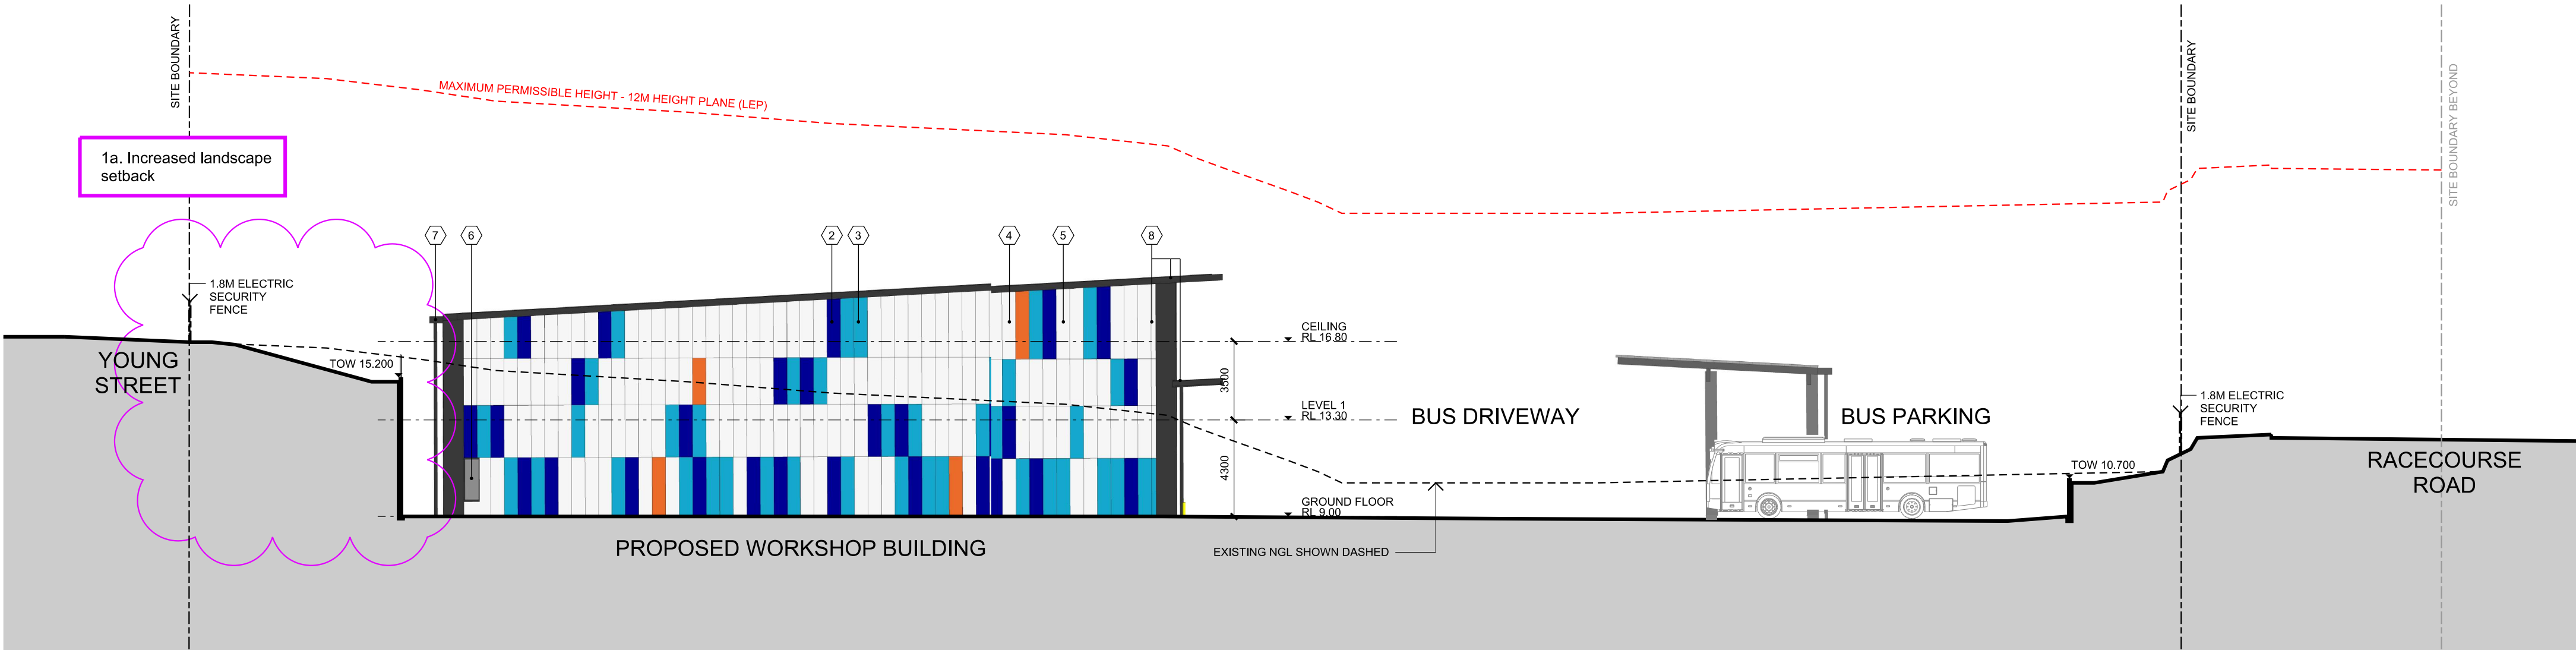 SITE BOUNDARY
MAXIMUM PERMISSIBLE HEIGHT - 12M HEIGHT PLANE (LEP)
SITE BOUNDARY
SITE BOUNDARY BEYOND
1a. Increased landscape
setback
7
6
2
3
4
5
8
1.8M ELECTRIC
SECURITY
FENCE
CEILING
RL 16.80
YOUNG
STREET
TOW 15.200
3500
LEVEL 1
RL 13.30
BUS DRIVEWAY
BUS PARKING
1.8M ELECTRIC
SECURITY
FENCE
4300
TOW 10.700
RACECOURSE
ROAD
GROUND FLOOR
RL 9.00
PROPOSED WORKSHOP BUILDING
EXISTING NGL SHOWN DASHED